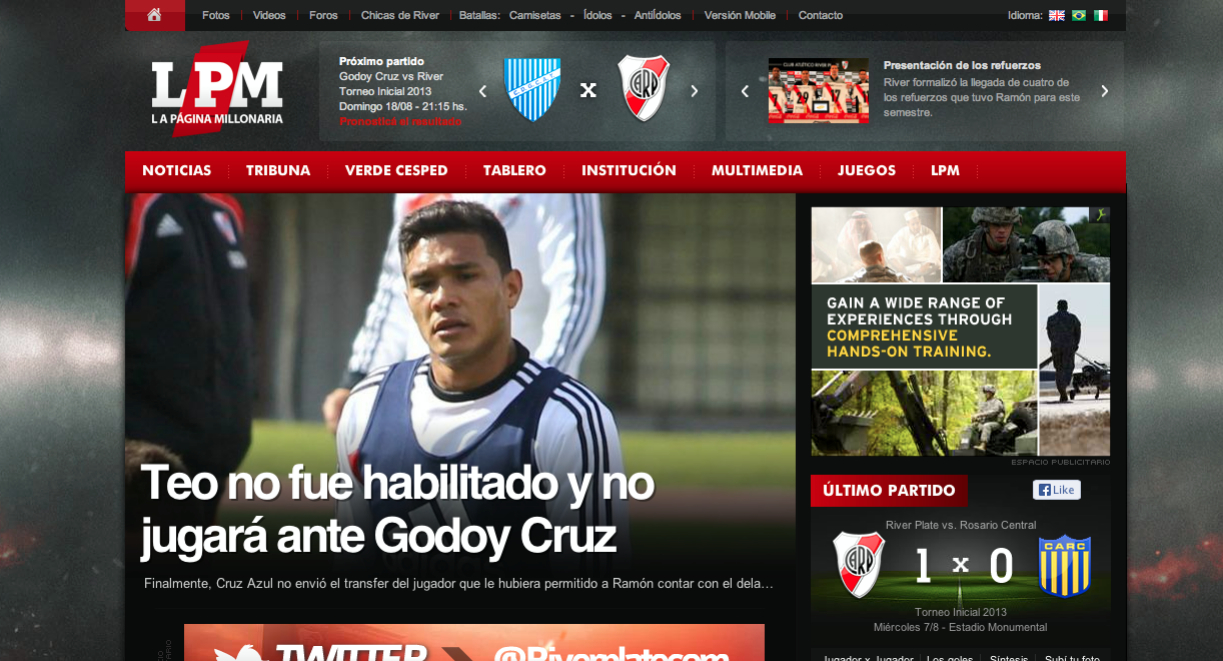 Fotos Videos Foros Chicas de River Batallas: Camisetas - Ídolos - Antiídolos Versión Mobile Contacto Idioma:
LPM
LA PÁGINA MILLONARIA
Próximo partido
Godoy Cruz vs River
Torneo Inicial 2013
Domingo 18/08 - 21:15 hs.
Pronosticá el resultado
x
CARP
Presentación de los refuerzos
River formalizó la llegada de cuatro de
los refuerzos que tuvo Ramón para este
semestre.
NOTICIAS TRIBUNA VERDE CESPED TABLERO INSTITUCIÓN MULTIMEDIA JUEGOS LPM
Teo no fue habilitado y no
jugará ante Godoy Cruz
Finalmente, Cruz Azul no envió el transfer del jugador que le hubiera permitido a Ramón contar con el dela…
TWITTER @Riverplatecom
GAIN A WIDE RANGE OF
EXPERIENCES THROUGH
COMPREHENSIVE
HANDS-ON TRAINING.
ESPACIO PUBLICITARIO
ÚLTIMO PARTIDO
Like
River Plate vs. Rosario Central
CARP
1 x 0
CARC
Torneo Inicial 2013
Miércoles 7/8 - Estadio Monumental
Jugador x Jugador Los goles Síntesis Subí tu foto